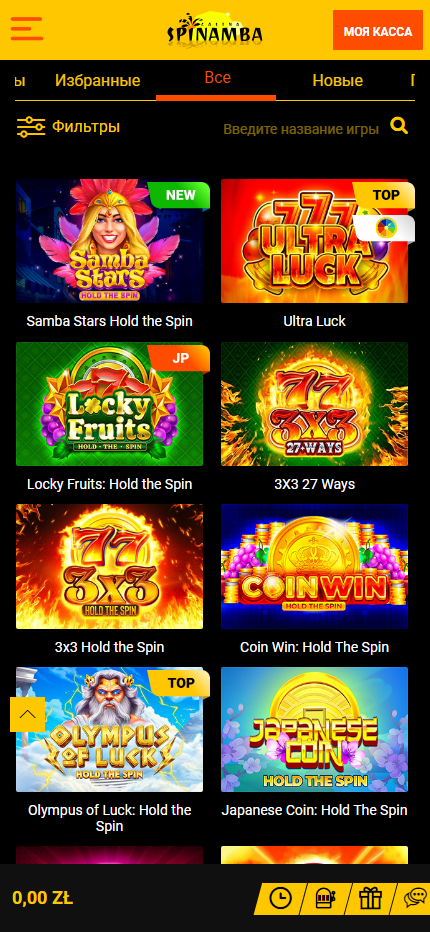 CASINO
SPINAMBA
МОЯ КАССА
ы Избранные Все Новые П
Фильтры
Введите название игры
NEW
Samba
Stars
HOLD THE SPIN
TOP
777
ULTRA
LUCK
Samba Stars Hold the Spin
Ultra Luck
JP
Locky
Fruits
HOLD • THE • SPIN
77
3X3
27•WAYS
Locky Fruits: Hold the Spin
3X3 27 Ways
77
3x3
HOLD THE SPIN
COIN WIN
HOLD THE SPIN
3x3 Hold the Spin
Coin Win: Hold The Spin
TOP
OLYMPUS
OF LUCK
HOLD THE SPIN
JAPANESE
COIN
HOLD THE SPIN
Olympus of Luck: Hold the
Spin
Japanese Coin: Hold The Spin
0,00 ZŁ